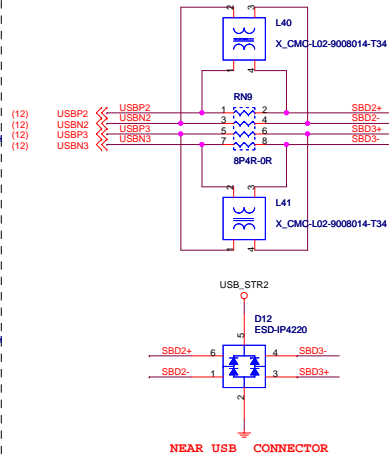 2 3
L40
X_CMC-L02-9008014-T34
1 4
RN9
(12) USBP2 USBP2 1 2 SBD2+
(12) USBN2 USBN2 3 4 SBD2-
(12) USBP3 USBP3 5 6 SBD3+
(12) USBN3 USBN3 7 8 SBD3-
8P4R-0R
2 3
L41
X_CMC-L02-9008014-T34
1 4
USB_STR2
D12
ESD-IP4220
5
SBD2+ 6 4 SBD3-
SBD2- 1 3 SBD3+
2
NEAR USB CONNECTOR